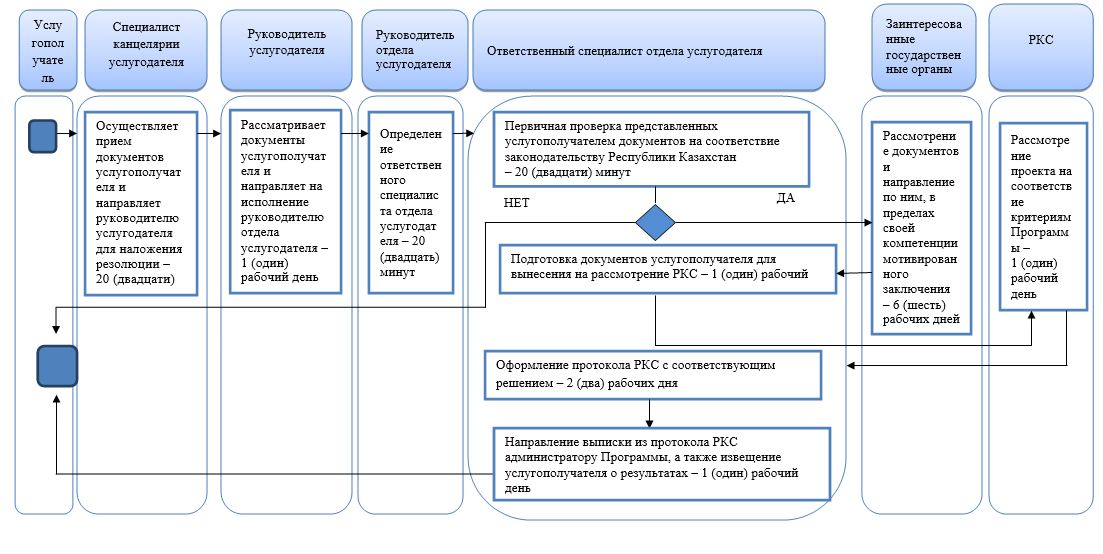 Услу
гопол
учате
ль
Специалист
канцелярии
услугодателя
Руководитель
услугодателя
Руководитель
отдела
услугодателя
Ответственный специалист отдела услугодателя
Заинтересова
нные
государствен
ные органы
РКС
Осуществляет
прием
документов
услугополучат
еля и
направляет
руководителю
услугодателя
для наложения
резолюции –
20 (двадцати)
Рассматривает
документы
услугополучат
еля и
направляет на
исполнение
руководителю
отдела
услугодателя –
1 (один)
рабочий день
Определен
ие
ответствен
ного
специалис
та отдела
услугодат
еля – 20
(двадцать)
минут
Первичная проверка представленных
услугополучателем документов на соответствие
законодательству Республики Казахстан
– 20 (двадцати) минут
НЕТ
ДА
Подготовка документов услугополучателя для
вынесения на рассмотрение РКС – 1 (один) рабочий
Оформление протокола РКС с соответствующим
решением – 2 (два) рабочих дня
Направление выписки из протокола РКС
администратору Программы, а также извещение
услугополучателя о результатах – 1 (один) рабочий
день
Рассмотрени
е документов
и
направление
по ним, в
пределах
своей
компетенции
мотивирован
ного
заключения
– 6 (шесть)
рабочих дней
Рассмотре
ние
проекта на
соответств
ие
критериям
Программ
ы –
1 (один)
рабочий
день